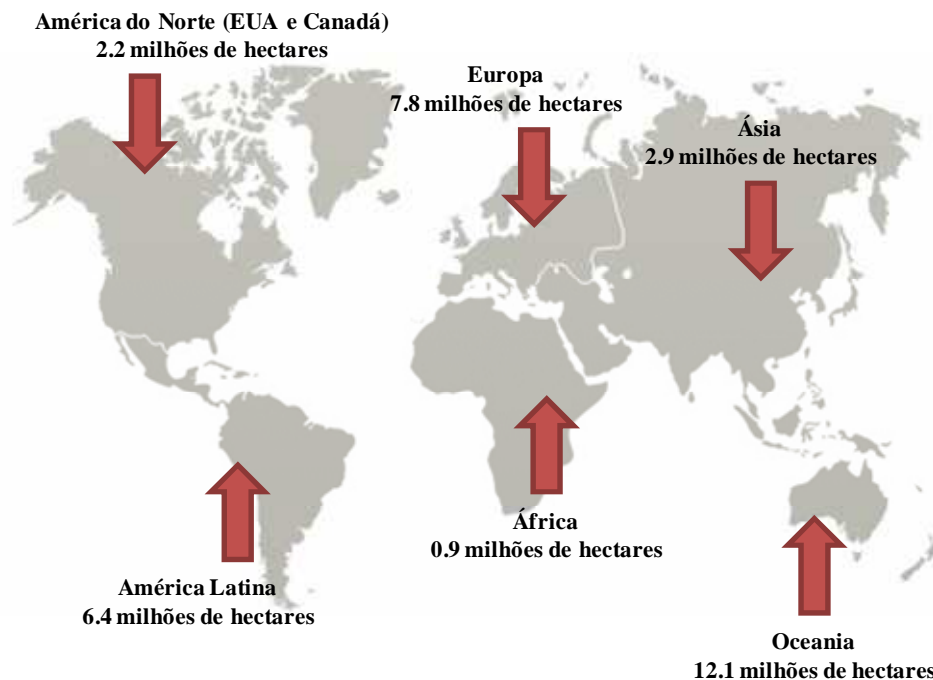 América do Norte (EUA e Canadá)
2.2 milhões de hectares
Europa
7.8 milhões de hectares
Ásia
2.9 milhões de hectares
África
0.9 milhões de hectares
América Latina
6.4 milhões de hectares
Oceania
12.1 milhões de hectares